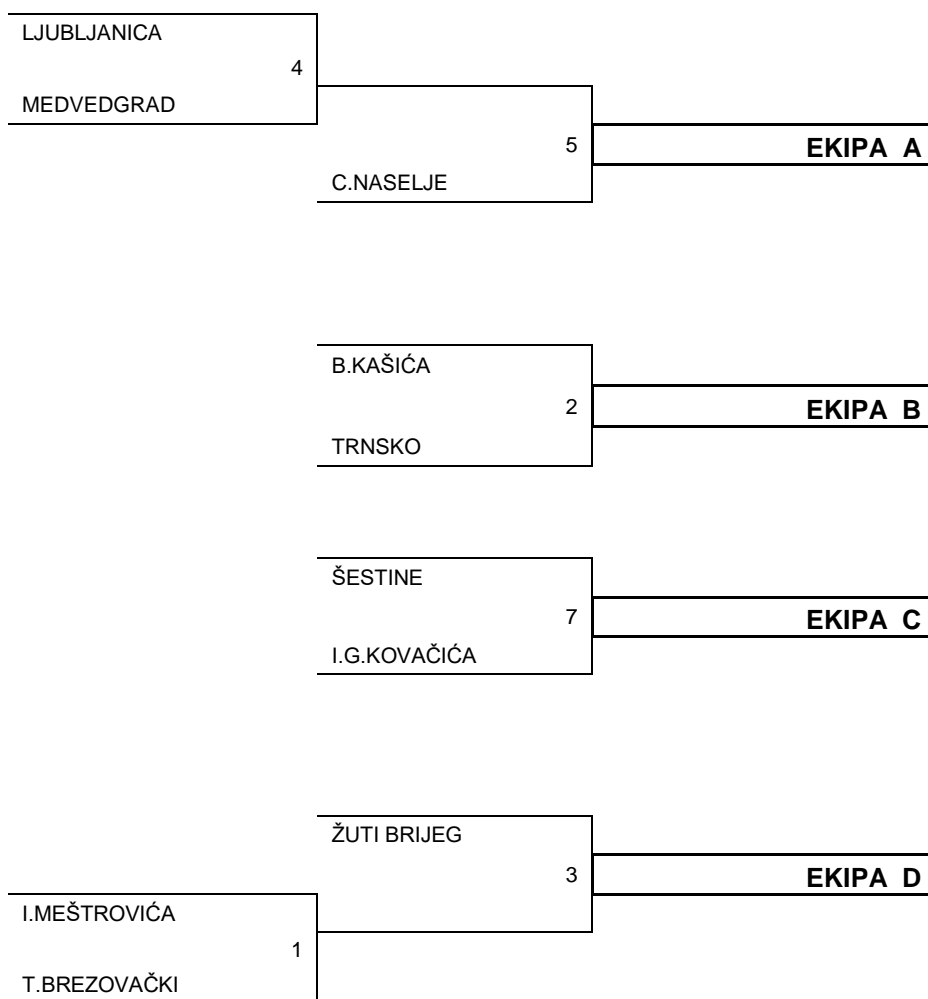 LJUBLJANICA
4
MEDVEDGRAD
5
EKIPA A
C.NASELJE
B.KAŠIĆA
2
EKIPA B
TRNSKO
ŠESTINE
7
EKIPA C
I.G.KOVAČIĆA
ŽUTI BRIJEG
3
EKIPA D
I.MEŠTROVIĆA
1
T.BREZOVAČKI